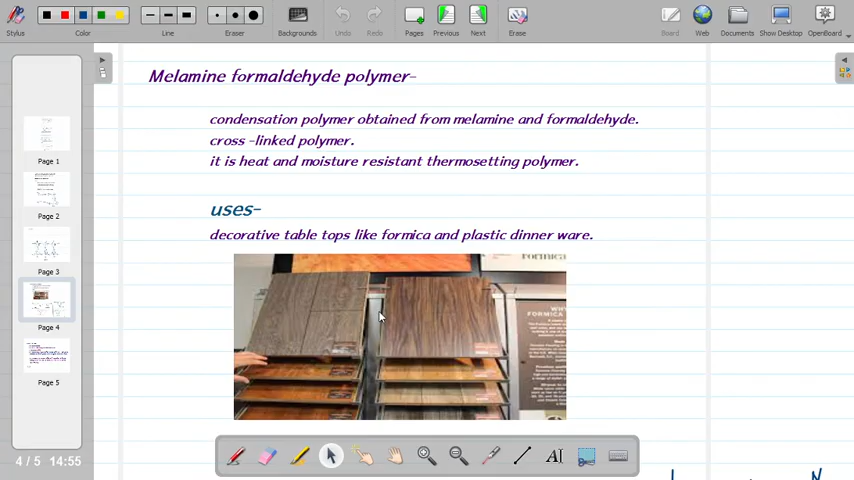 Stylus
Color
Line
Eraser
Backgrounds
Undo
Redo
Pages
Previous
Next
Erase
Board
Web
Documents
Show Desktop
OpenBoard
Melamine formaldehyde polymer-
condensation polymer obtained from melamine and formaldehyde.
cross -linked polymer.
it is heat and moisture resistant thermosetting polymer.
uses-
decorative table tops like formica and plastic dinner ware.
Page 1
Page 2
Page 3
Page 4
Page 5
4 / 5 14:55
AI
N